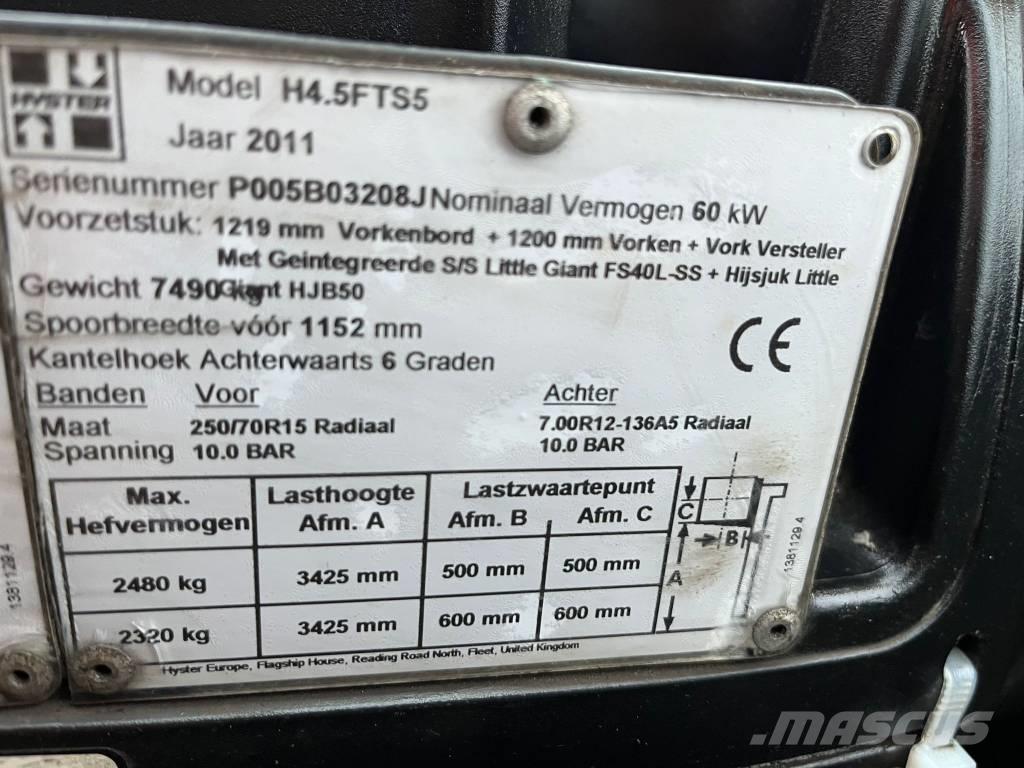 HYSTER
Model H4.5FTS5
Jaar 2011
Serienummer P005B03208J Nominaal Vermogen 60 kW
Voorzetstuk: 1219 mm Vorkenbord + 1200 mm Vorken + Vork Versteller
Met Geintegreerde S/S Little Giant FS40L-SS + Hijsjuk Little
Gewicht 7490 kg Giant HJB50
Spoorbreedte vóór 1152 mm
CE
Kantelhoek Achterwaarts 6 Graden
Banden Voor Achter
Maat 250/70R15 Radiaal 7.00R12-136A5 Radiaal
Spanning 10.0 BAR 10.0 BAR
Max. Hefvermogen Lasthoogte Afm. A Lastzwaartepunt Afm. B Afm. C
2480 kg 3425 mm 500 mm 500 mm
2320 kg 3425 mm 600 mm 600 mm
C
B
A
1381129.4
1381129.4
Hyster Europe, Flagship House, Reading Road North, Fleet, United Kingdom
MASCUS